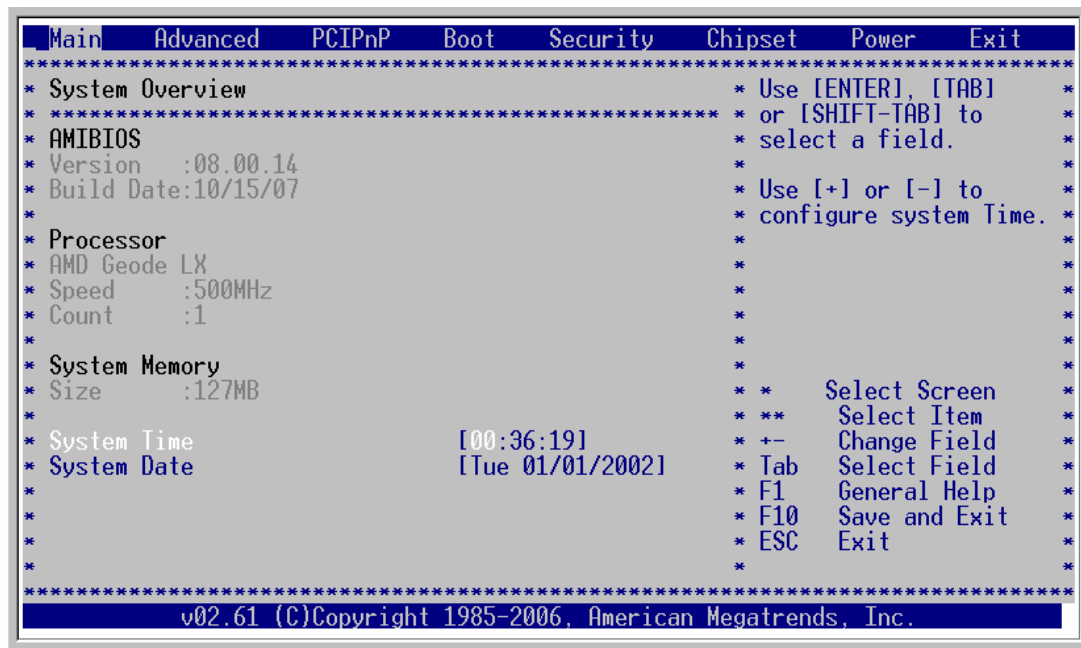 Main Advanced PCIPnP Boot Security Chipset Power Exit
********************************************************************************
* System Overview * Use [ENTER], [TAB] *
* *************************************************** * or [SHIFT-TAB] to *
* AMIBIOS * select a field. *
* Version :08.00.14 * *
* Build Date:10/15/07 * Use [+] or [-] to *
* * configure system Time. *
* Processor * *
* AMD Geode LX * *
* Speed :500MHz * *
* Count :1 * *
* * *
* System Memory * *
* Size :127MB * * Select Screen *
* * ** Select Item *
* System Time [00:36:19] * +- Change Field *
* System Date [Tue 01/01/2002] * Tab Select Field *
* * F1 General Help *
* * F10 Save and Exit *
* * ESC Exit *
* * *
********************************************************************************
v02.61 (C)Copyright 1985-2006, American Megatrends, Inc.